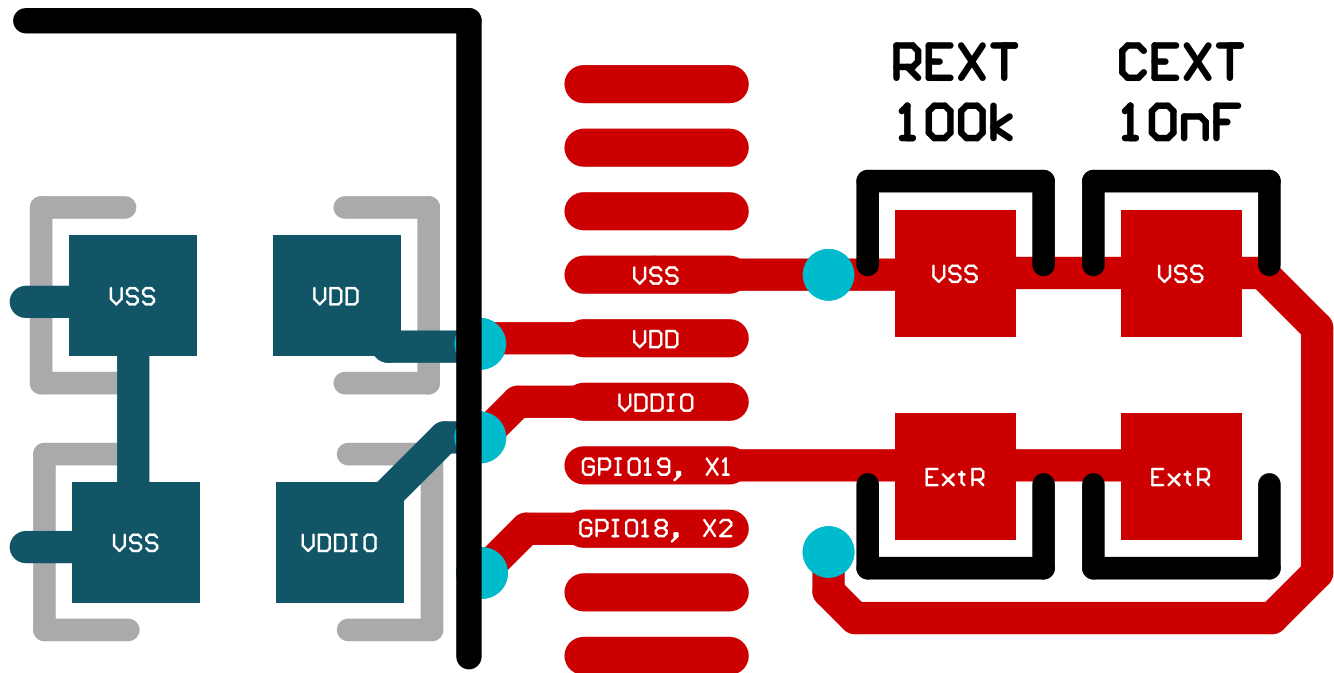 REXT
100k
CEXT
10nF
VSS
VDD
VSS
VSS
VSS
VDD
VDDIO
GPIO19, X1
ExtR
ExtR
GPIO18, X2
VSS
VDDIO